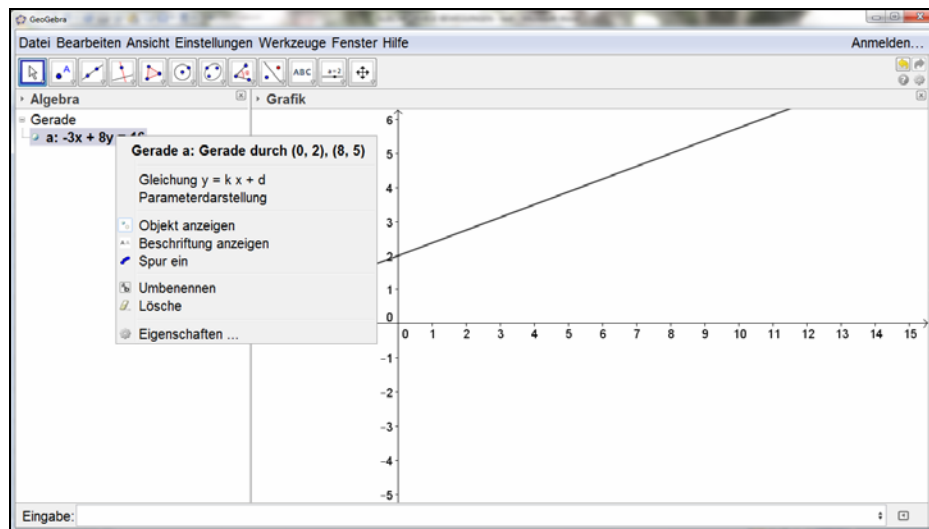 GeoGebra
Datei Bearbeiten Ansicht Einstellungen Werkzeuge Fenster Hilfe
Anmelden...
ABC
a=2
Algebra
Grafik
Gerade
a: -3x + 8y = 16
Gerade a: Gerade durch (0, 2), (8, 5)
Gleichung y = k x + d
Parameterdarstellung
Objekt anzeigen
Beschriftung anzeigen
Spur ein
Umbenennen
Lösche
Eigenschaften ...
6
5
4
3
2
1
0
0 1 2 3 4 5 6 7 8 9 10 11 12 13 14 15
-1
-2
-3
-4
-5
Eingabe: